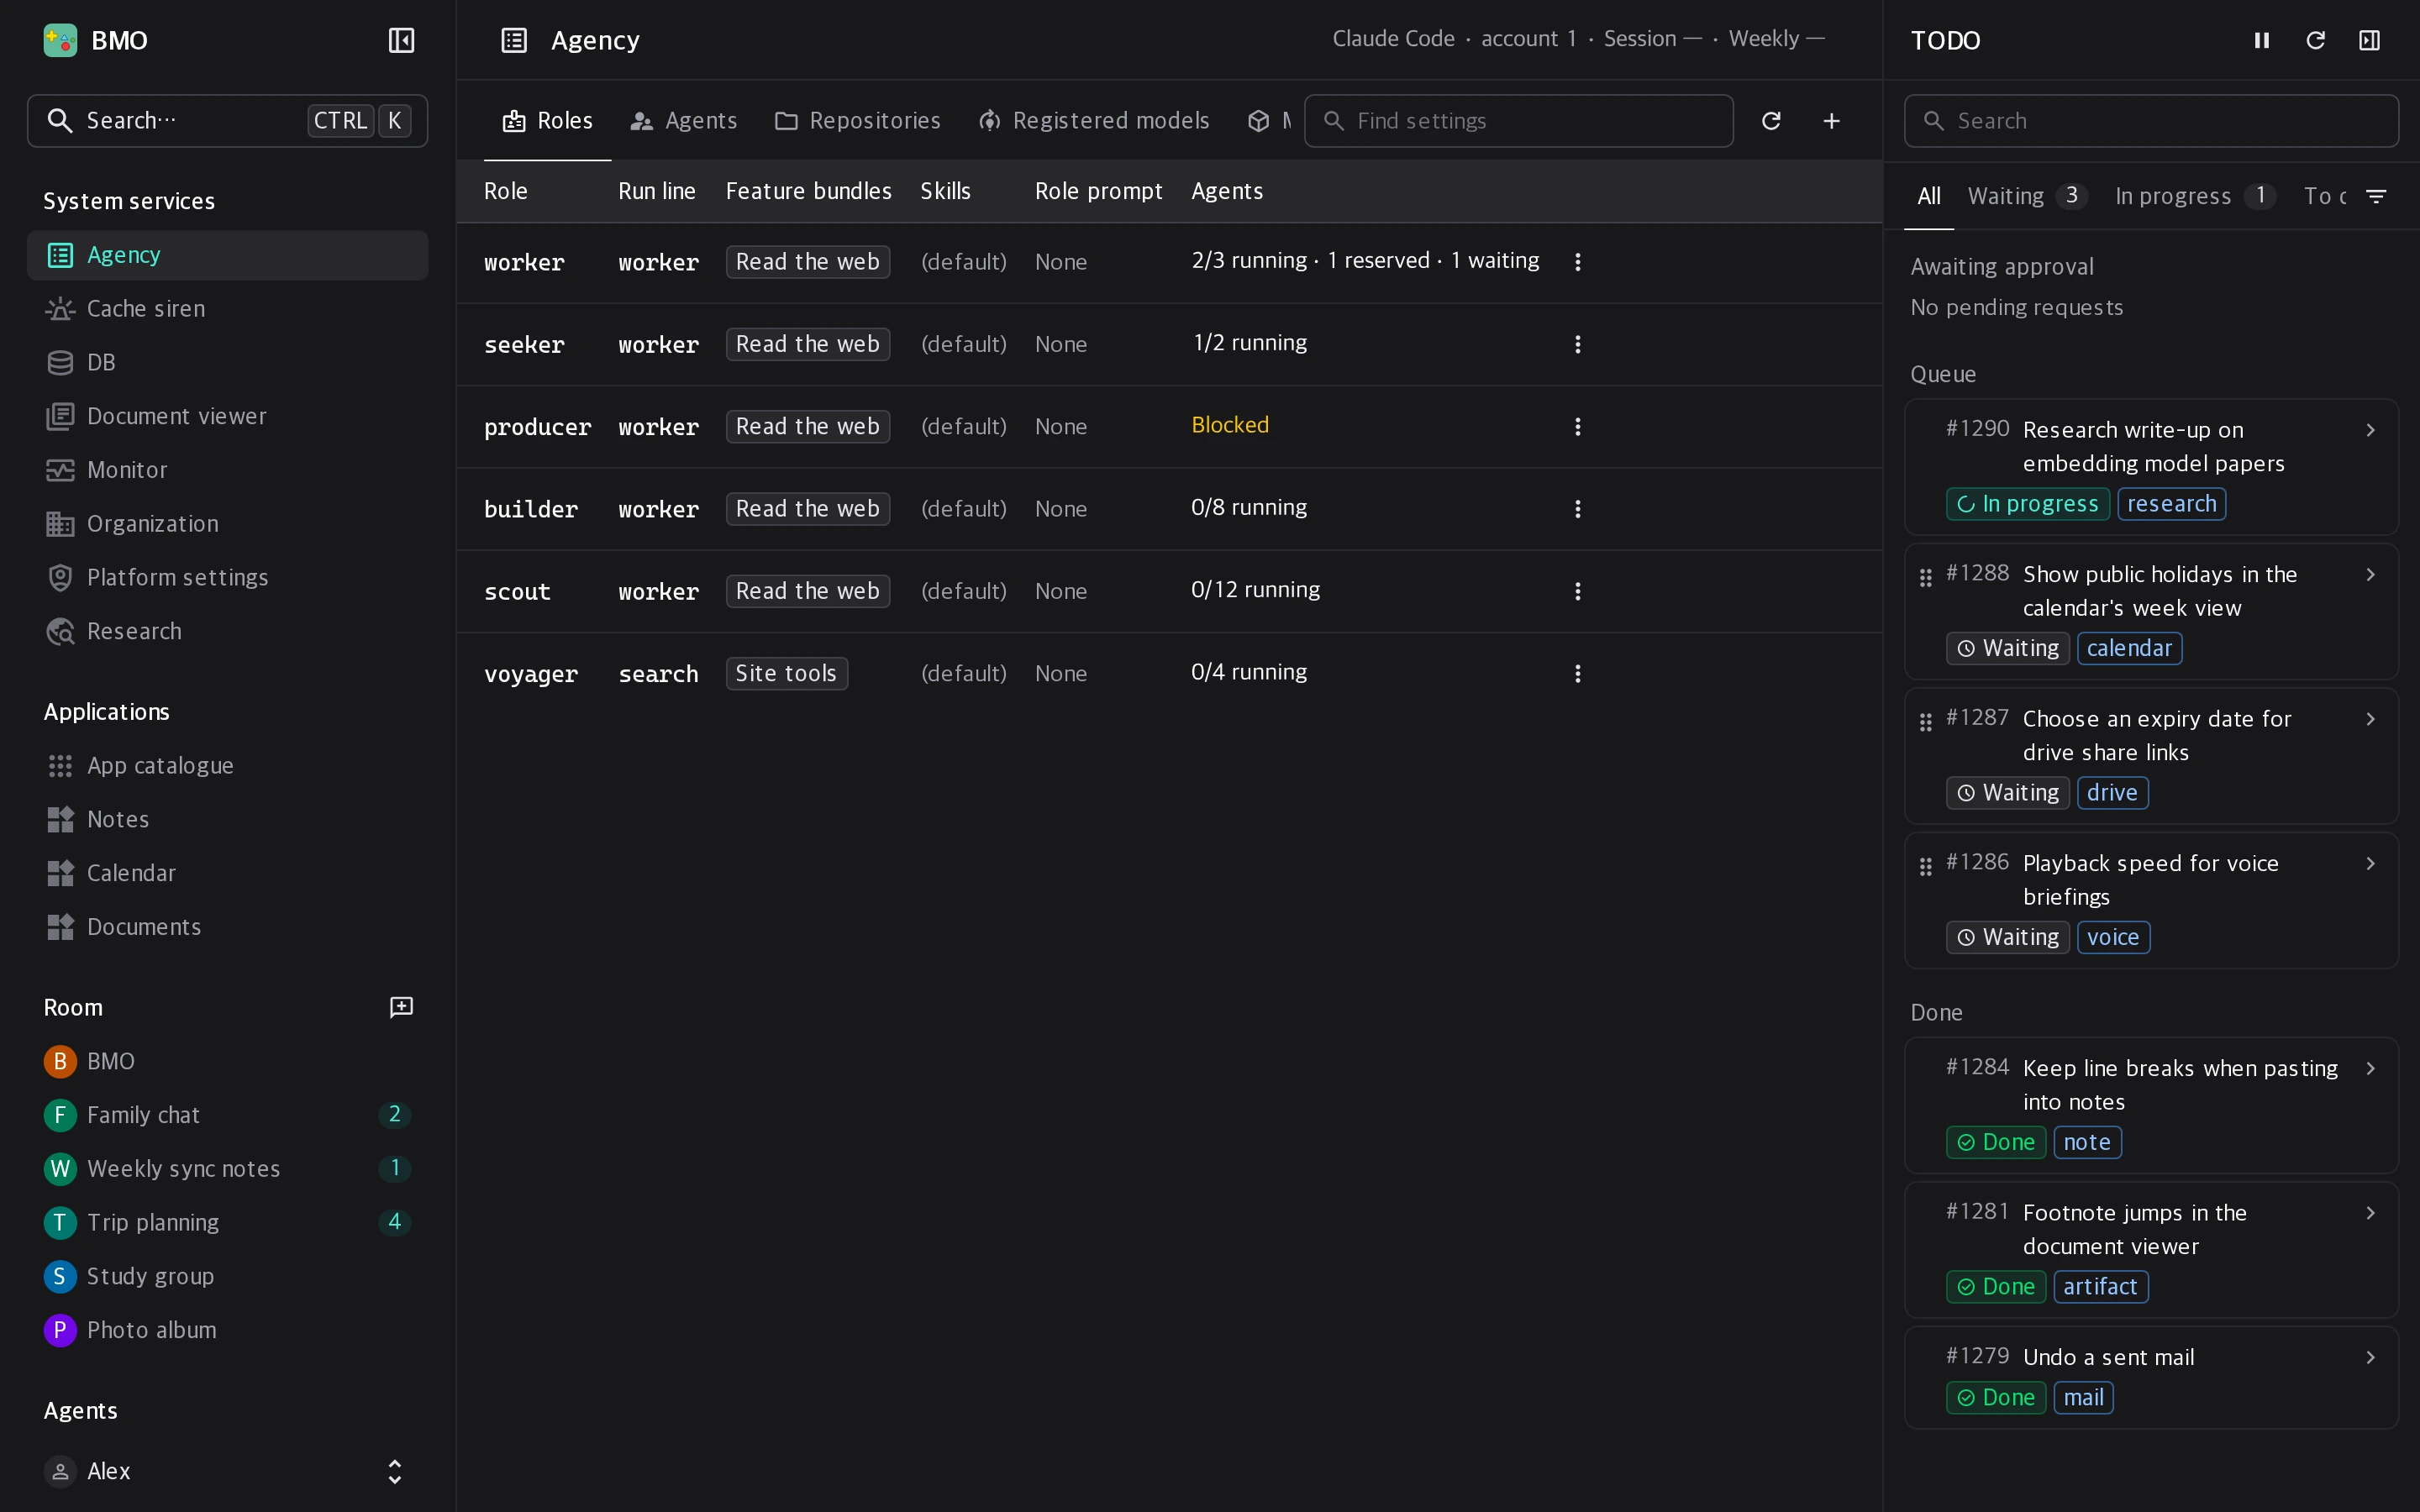 BMO
Search…
CTRL K
System services
Agency
Cache siren
DB
Document viewer
Monitor
Organization
Platform settings
Research
Applications
App catalogue
Notes
Calendar
Documents
Room
B BMO
F Family chat 2
W Weekly sync notes 1
T Trip planning 4
S Study group
P Photo album
Agents
Alex
Agency
Claude Code · account 1 · Session — · Weekly —
Roles Agents Repositories Registered models
Find settings
Role Run line Feature bundles Skills Role prompt Agents
worker worker Read the web (default) None 2/3 running · 1 reserved · 1 waiting
seeker worker Read the web (default) None 1/2 running
producer worker Read the web (default) None Blocked
builder worker Read the web (default) None 0/8 running
scout worker Read the web (default) None 0/12 running
voyager search Site tools (default) None 0/4 running
TODO
Search
All Waiting 3 In progress 1 To
Awaiting approval
No pending requests
Queue
#1290 Research write-up on
embedding model papers
In progress research
#1288 Show public holidays in the
calendar's week view
Waiting calendar
#1287 Choose an expiry date for
drive share links
Waiting drive
#1286 Playback speed for voice
briefings
Waiting voice
Done
#1284 Keep line breaks when pasting
into notes
Done note
#1281 Footnote jumps in the
document viewer
Done artifact
#1279 Undo a sent mail
Done mail